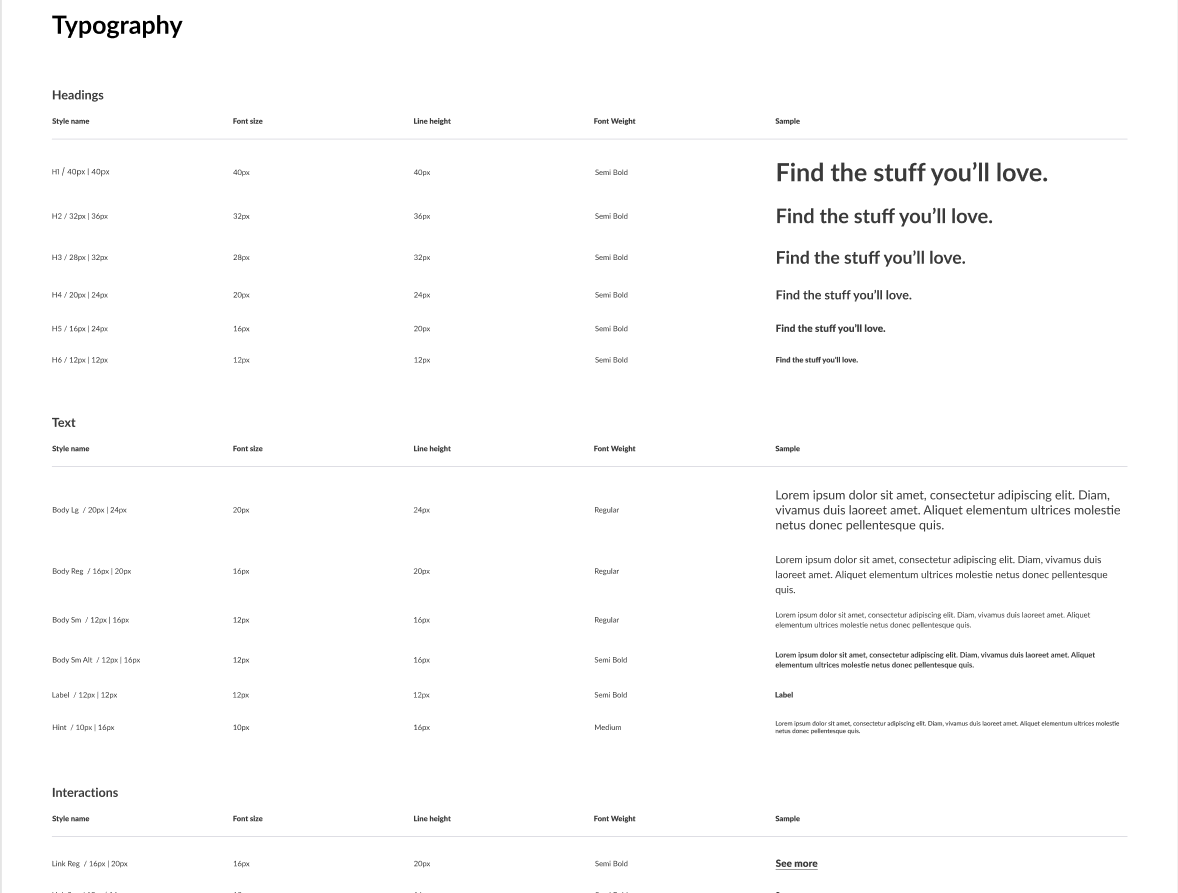 Typography
Headings
Style name Font size Line height Font Weight Sample
H1 / 40px | 40px 40px 40px Semi Bold Find the stuff you’ll love.
H2 / 32px | 36px 32px 36px Semi Bold Find the stuff you’ll love.
H3 / 28px | 32px 28px 32px Semi Bold Find the stuff you’ll love.
H4 / 20px | 24px 20px 24px Semi Bold Find the stuff you’ll love.
H5 / 16px | 24px 16px 20px Semi Bold Find the stuff you’ll love.
H6 / 12px | 12px 12px 12px Semi Bold Find the stuff you’ll love.
Text
Style name Font size Line height Font Weight Sample
Body Lg / 20px | 24px 20px 24px Regular Lorem ipsum dolor sit amet, consectetur adipiscing elit. Diam,
vivamus duis laoreet amet. Aliquet elementum ultrices molestie
netus donec pellentesque quis.
Body Reg / 16px | 20px 16px 20px Regular Lorem ipsum dolor sit amet, consectetur adipiscing elit. Diam, vivamus duis
laoreet amet. Aliquet elementum ultrices molestie netus donec pellentesque
quis.
Body Sm / 12px | 16px 12px 16px Regular Lorem ipsum dolor sit amet, consectetur adipiscing elit. Diam, vivamus duis laoreet amet. Aliquet
elementum ultrices molestie netus donec pellentesque quis.
Body Sm Alt / 12px | 16px 12px 16px Semi Bold Lorem ipsum dolor sit amet, consectetur adipiscing elit. Diam, vivamus duis laoreet amet. Aliquet
elementum ultrices molestie netus donec pellentesque quis.
Label / 12px | 12px 12px 12px Semi Bold Label
Hint / 10px | 16px 10px 16px Medium Lorem ipsum dolor sit amet, consectetur adipiscing elit. Diam, vivamus duis laoreet amet. Aliquet elementum ultrices molestie
netus donec pellentesque quis.
Interactions
Style name Font size Line height Font Weight Sample
Link Reg / 16px | 20px 16px 20px Semi Bold See more